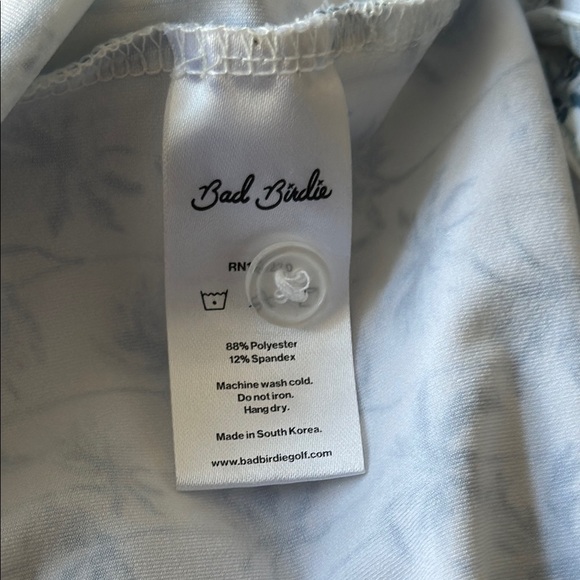 Bad Birdie
88% Polyester
12% Spandex
Machine wash cold.
Do not iron.
Hang dry.
Made in South Korea.
www.badbirdiegolf.com